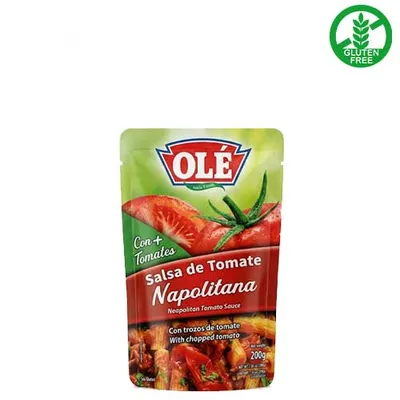 GLUTEN
FREE
OLÉ
Con +
Tomates
Salsa de Tomate
Napolitana
Neapolitan Tomato Sauce
Con trozos de tomate
With chopped tomato
200g